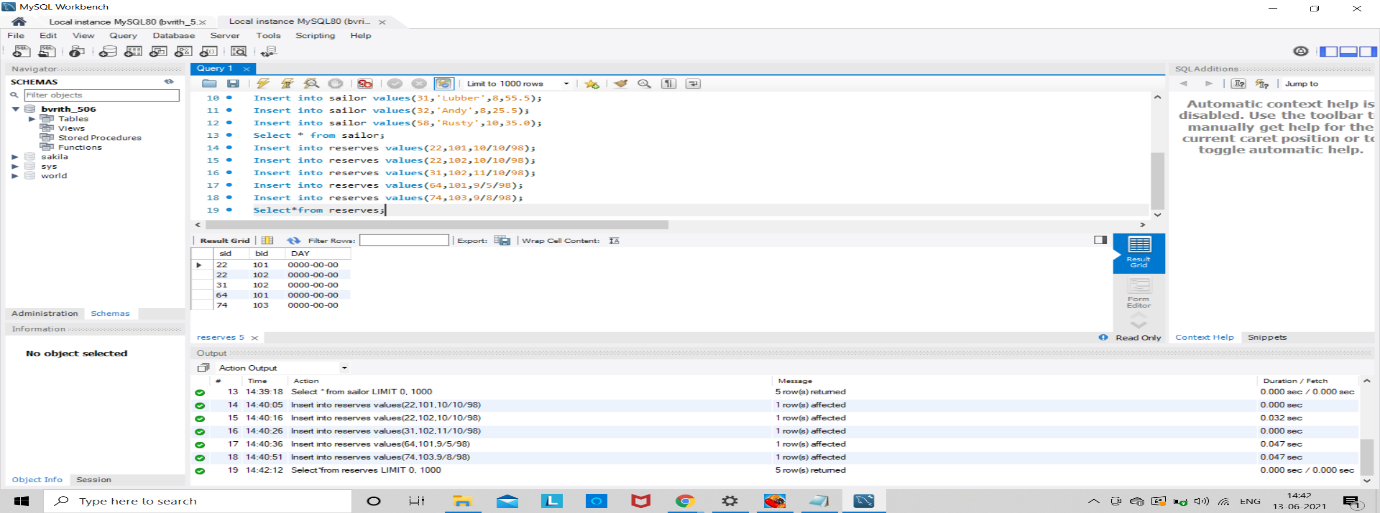 MySQL Workbench
Local instance MySQL80 (bvrith_5.. × Local instance MySQL80 (bvri... ×
File Edit View Query Database Server Tools Scripting Help
Navigator
SCHEMAS
Filter objects
bvrith_506
Tables
Views
Stored Procedures
Functions
sakila
sys
world
Administration Schemas
Information
No object selected
Object Info Session
Query 1 ×
Limit to 1000 rows
10 Insert into sailor values(31,'Lubber',8,55.5);
11 Insert into sailor values(32,'Andy',8,25.5);
12 Insert into sailor values(58,'Rusty',10,35.0);
13 Select * from sailor;
14 Insert into reserves values(22,101,10/10/98);
15 Insert into reserves values(22,102,10/10/98);
16 Insert into reserves values(31,102,11/10/98);
17 Insert into reserves values(64,101,9/5/98);
18 Insert into reserves values(74,103,9/8/98);
19 Select*from reserves;
Result Grid Filter Rows: Export: Wrap Cell Content:
sid bid DAY
22 101 0000-00-00
22 102 0000-00-00
31 102 0000-00-00
64 101 0000-00-00
74 103 0000-00-00
Result
Grid
Form
Editor
reserves 5 × Read Only
SQLAdditions
Jump to
Automatic context help is
disabled. Use the toolbar t
manually get help for the
current caret position or to
toggle automatic help.
Context Help Snippets
Output
Action Output
# Time Action Message Duration / Fetch
13 14:39:18 Select * from sailor LIMIT 0, 1000 5 row(s) returned 0.000 sec / 0.000 sec
14 14:40:05 Insert into reserves values(22,101,10/10/98) 1 row(s) affected 0.000 sec
15 14:40:16 Insert into reserves values(22,102,10/10/98) 1 row(s) affected 0.032 sec
16 14:40:26 Insert into reserves values(31,102,11/10/98) 1 row(s) affected 0.000 sec
17 14:40:36 Insert into reserves values(64,101,9/5/98) 1 row(s) affected 0.047 sec
18 14:40:51 Insert into reserves values(74,103,9/8/98) 1 row(s) affected 0.047 sec
19 14:42:12 Select*from reserves LIMIT 0, 1000 5 row(s) returned 0.000 sec / 0.000 sec
Type here to search
L
ENG
14:42
13-06-2021
1